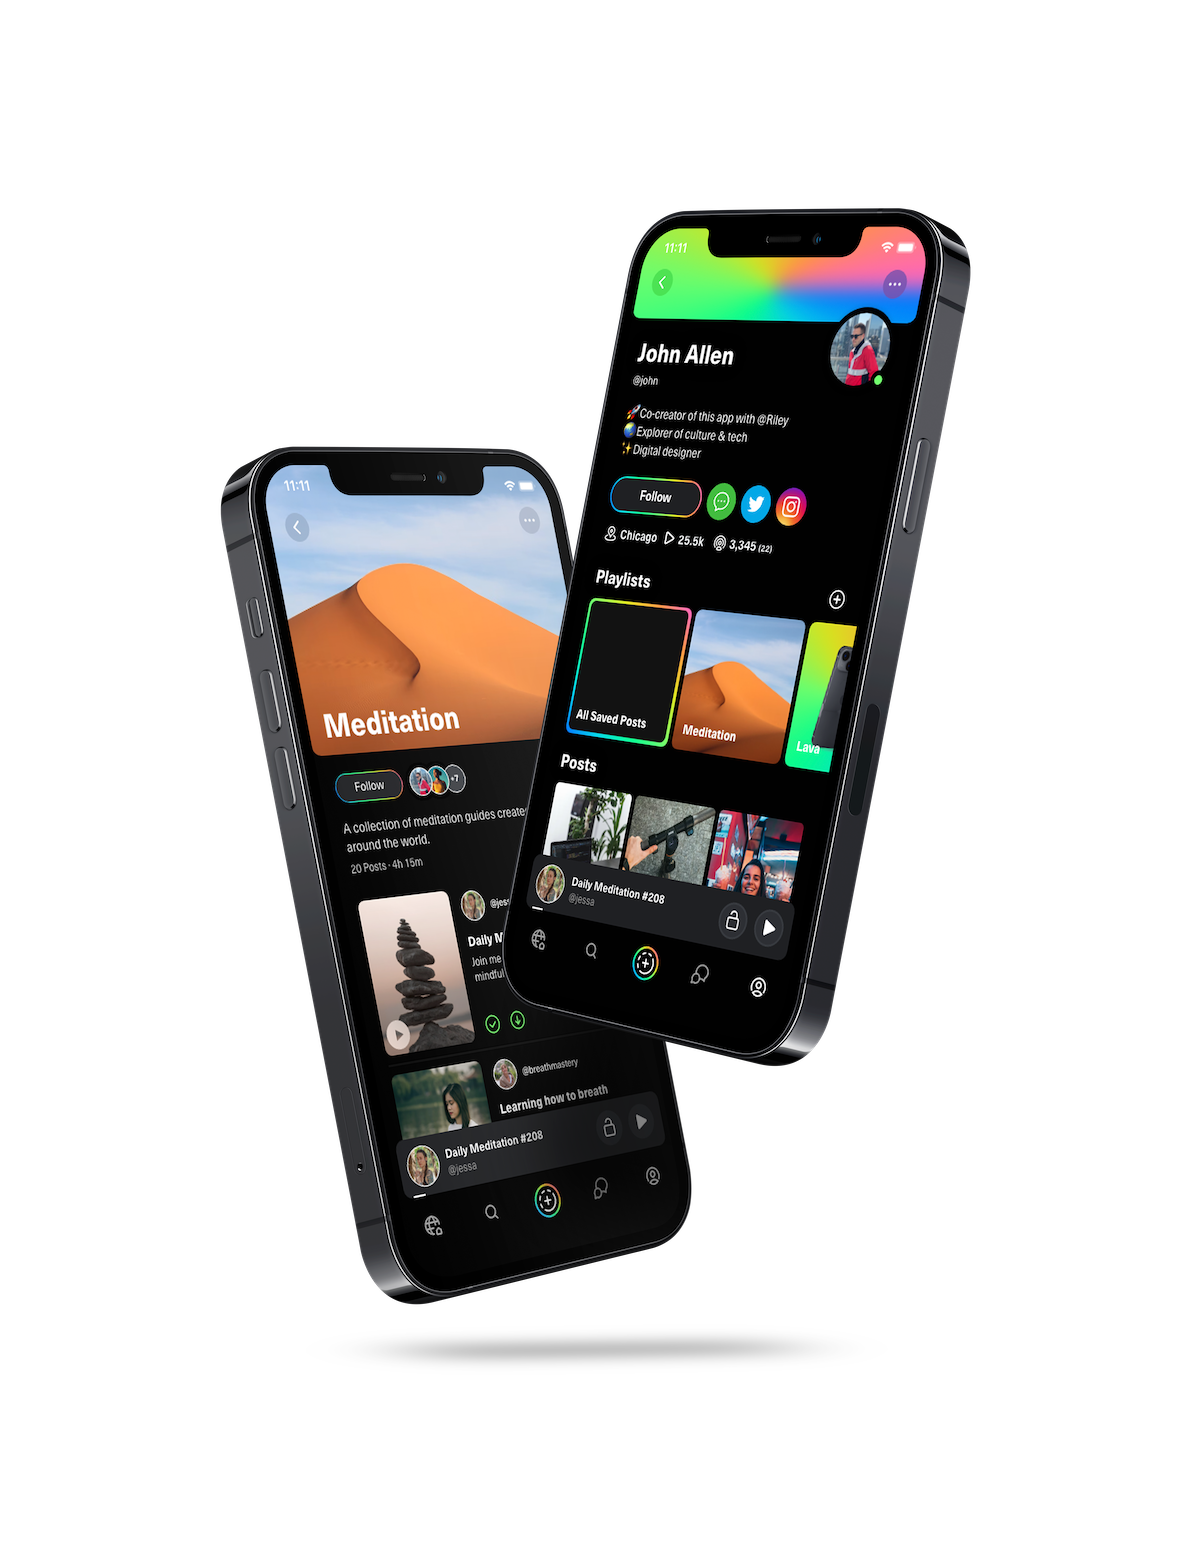 11:11
John Allen
@john
🚀Co-creator of this app with @Riley
🌏Explorer of culture & tech
✨Digital designer
Follow
Chicago 25.5k 3,345 (22)
Playlists
All Saved Posts
Meditation
Lava
Posts
Daily Meditation #208
@jessa
11:11
Meditation
Follow
+7
A collection of meditation guides create
around the world.
20 Posts · 4h 15m
@jes
Daily M
Join me
mindful
@breathmastery
Learning how to breath
Daily Meditation #208
@jessa